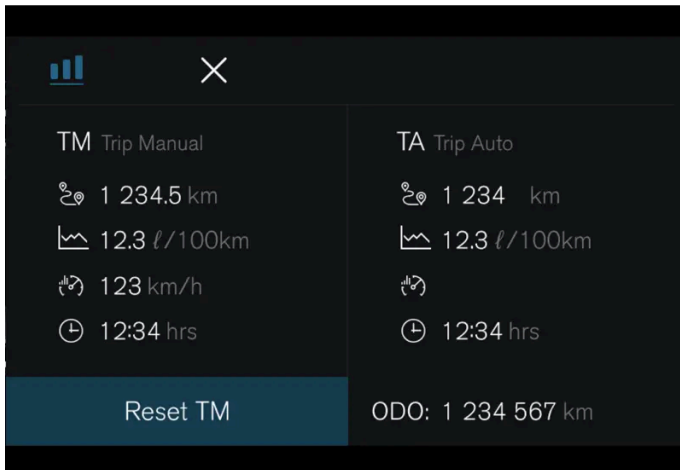 TM Trip Manual
1 234.5 km
12.3 ℓ/100km
123 km/h
12:34 hrs
Reset TM
TA Trip Auto
1 234 km
12.3 ℓ/100km
12:34 hrs
ODO: 1 234 567 km